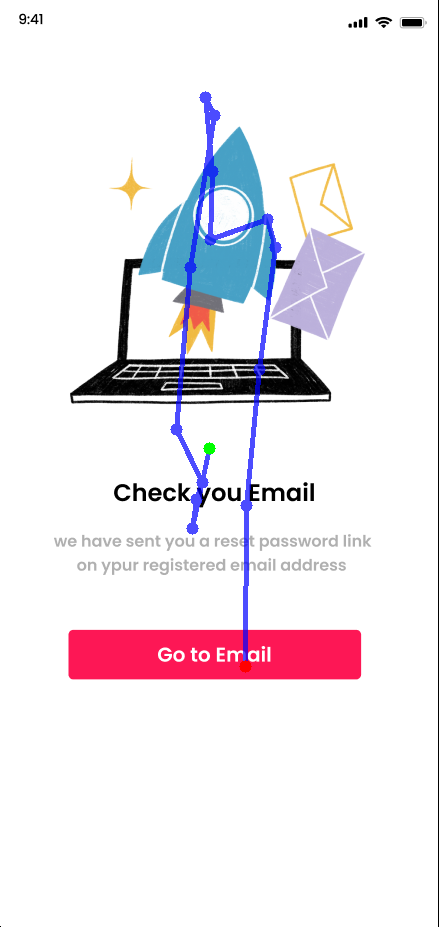 9:41
Check you Email
we have sent you a reset password link
on ypur registered email address
Go to Email